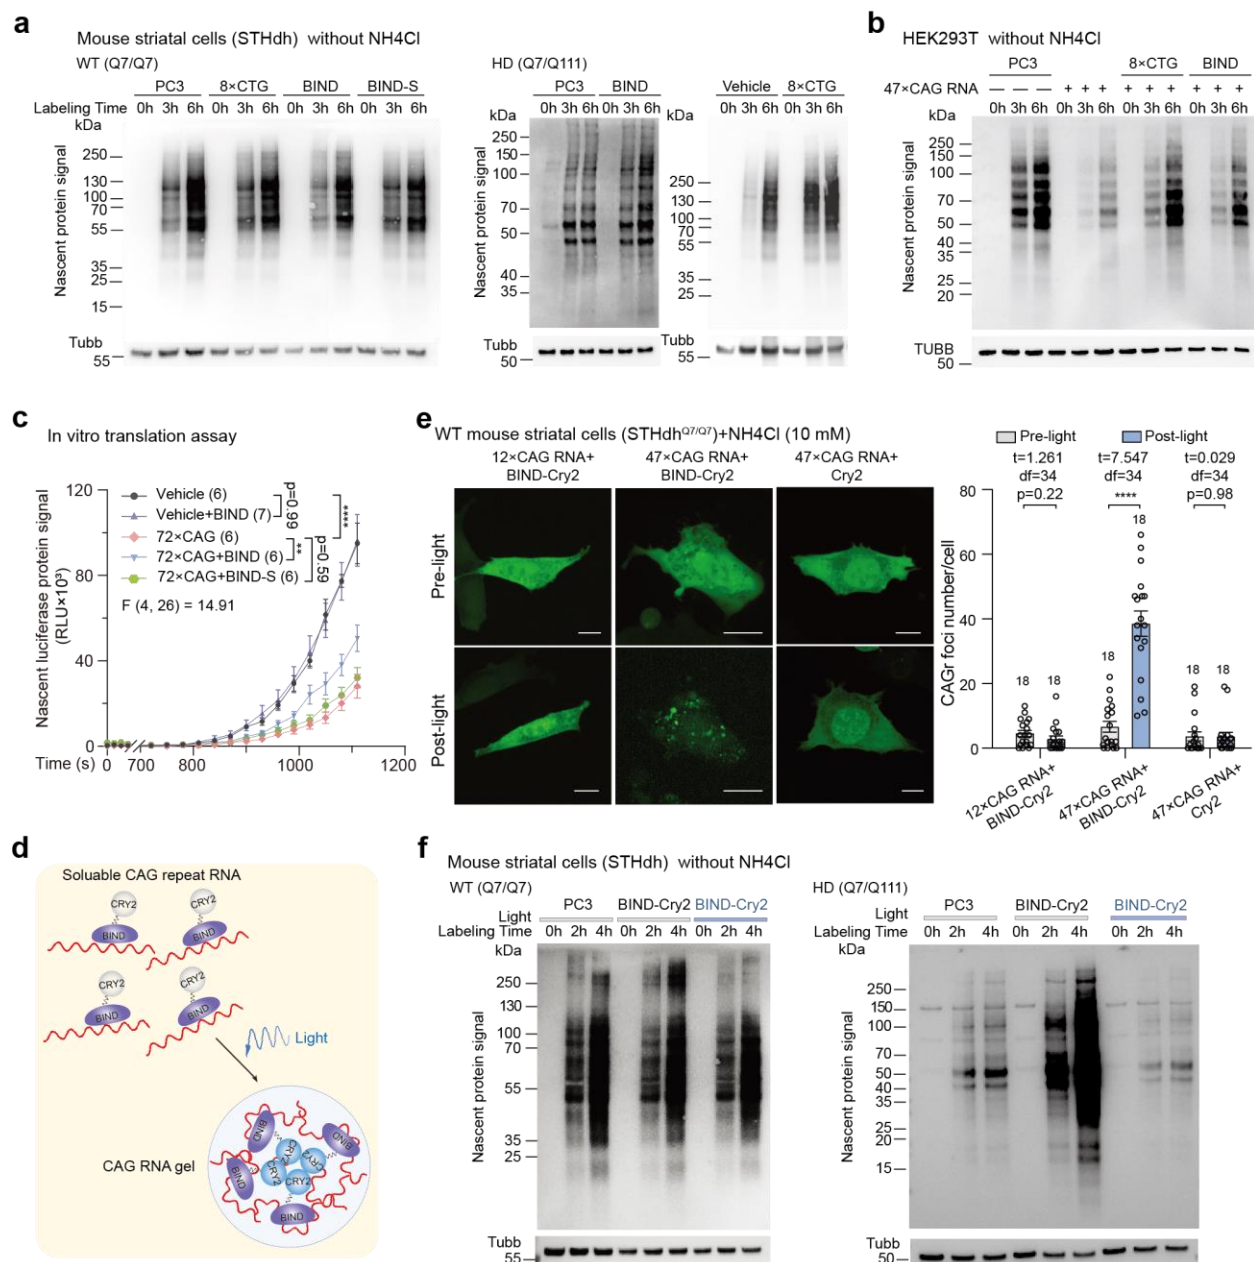 a
Mouse striatal cells (STHdh) without NH4Cl
WT (Q7/Q7)
PC3 8×CTG BIND BIND-S
Labeling Time 0h 3h 6h 0h 3h 6h 0h 3h 6h 0h 3h 6h
kDa
Nascent protein signal
250
130
100
70
55
35
25
15
Tubb
55
HD (Q7/Q111)
PC3 BIND
0h 3h 6h 0h 3h 6h
kDa
Nascent protein signal
250
150
100
70
50
40
35
Tubb
50
Vehicle 8×CTG
kDa 0h 3h 6h 0h 3h 6h
250
130
100
70
55
35
25
15
Tubb
55
b
HEK293T without NH4Cl
PC3 8×CTG BIND
47×CAG RNA — — — + + + + + + + + +
0h 3h 6h 0h 3h 6h 0h 3h 6h 0h 3h 6h
kDa
Nascent protein signal
250
150
100
70
50
40
35
25
20
TUBB
50
c
In vitro translation assay
Nascent luciferase protein signal
(RLU×10³)
120
80
40
0
Vehicle (6)
Vehicle+BIND (7)
72×CAG (6)
72×CAG+BIND (6)
72×CAG+BIND-S (6)
F (4, 26) = 14.91
p=0.99
****
**
p=0.59
Time (s) 0 700 800 1000 1200
d
Soluable CAG repeat RNA
CRY2
BIND
CRY2
BIND
CRY2
BIND
CRY2
BIND
Light
CAG RNA gel
BIND
BIND
BIND
BIND
CRY2
CRY2
CRY2
CRY2
e
WT mouse striatal cells (STHdhQ7/Q7)+NH4Cl (10 mM)
12×CAG RNA+
BIND-Cry2
47×CAG RNA+
BIND-Cry2
47×CAG RNA+
Cry2
Pre-light
Post-light
Pre-light Post-light
t=1.261 t=7.547 t=0.029
df=34 df=34 df=34
p=0.22 **** p=0.98
CAGr foci number/cell
80
60
40
20
0
18 18 18 18 18 18
12×CAG RNA+
BIND-Cry2
47×CAG RNA+
BIND-Cry2
47×CAG RNA+
Cry2
f
Mouse striatal cells (STHdh) without NH4Cl
WT (Q7/Q7)
PC3 BIND-Cry2 BIND-Cry2
Light
Labeling Time 0h 2h 4h 0h 2h 4h 0h 2h 4h
kDa
Nascent protein signal
250
130
100
70
55
35
25
Tubb
55
HD (Q7/Q111)
PC3 BIND-Cry2 BIND-Cry2
Light
Labeling Time 0h 2h 4h 0h 2h 4h 0h 2h 4h
kDa
Nascent protein signal
250
150
100
70
50
40
35
25
20
15
Tubb
50